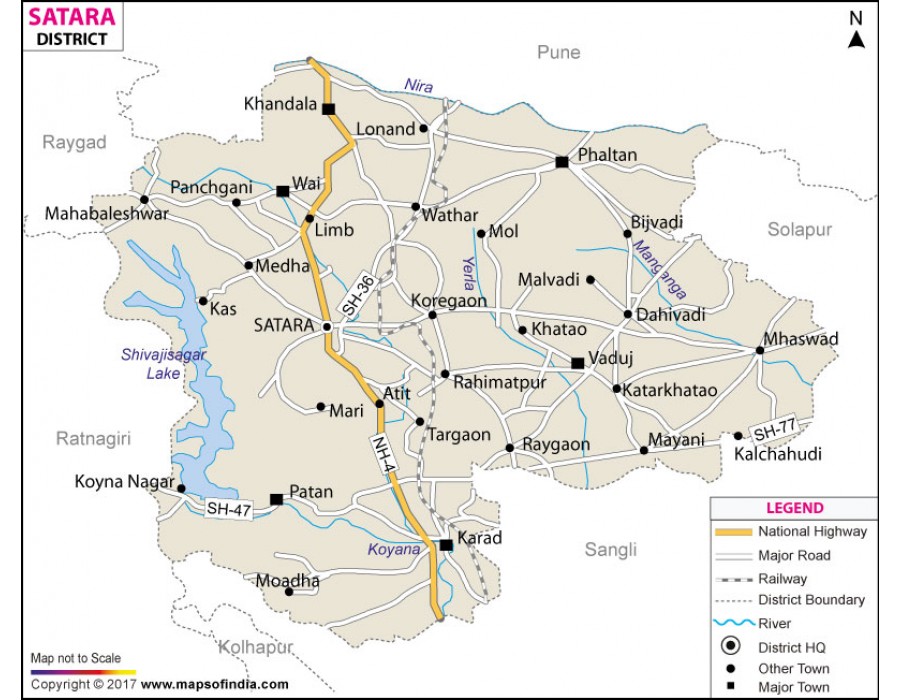 SATARA
DISTRICT
N
Pune
Nira
Khandala
Lonand
Raygad
Phaltan
Wai
Panchgani
Mahabaleshwar
Wathar
Limb
Mol
Bijvadi
Solapur
Medha
Yerla
Manganga
Malvadi
SH-36
Kas
Koregaon
Dahivadi
SATARA
Khatao
Mhaswad
Shivajisagar
Lake
Vaduj
Rahimatpur
Katarkhatao
Atit
Mari
Targaon
Ratnagiri
NH-4
Raygaon
Mayani
SH-77
Kalchahudi
Koyna Nagar
Patan
SH-47
Karad
Koyana
Sangli
Moadha
Kolhapur
LEGEND
National Highway
Major Road
Railway
District Boundary
River
District HQ
Other Town
Major Town
Map not to Scale
Copyright © 2017 www.mapsofindia.com